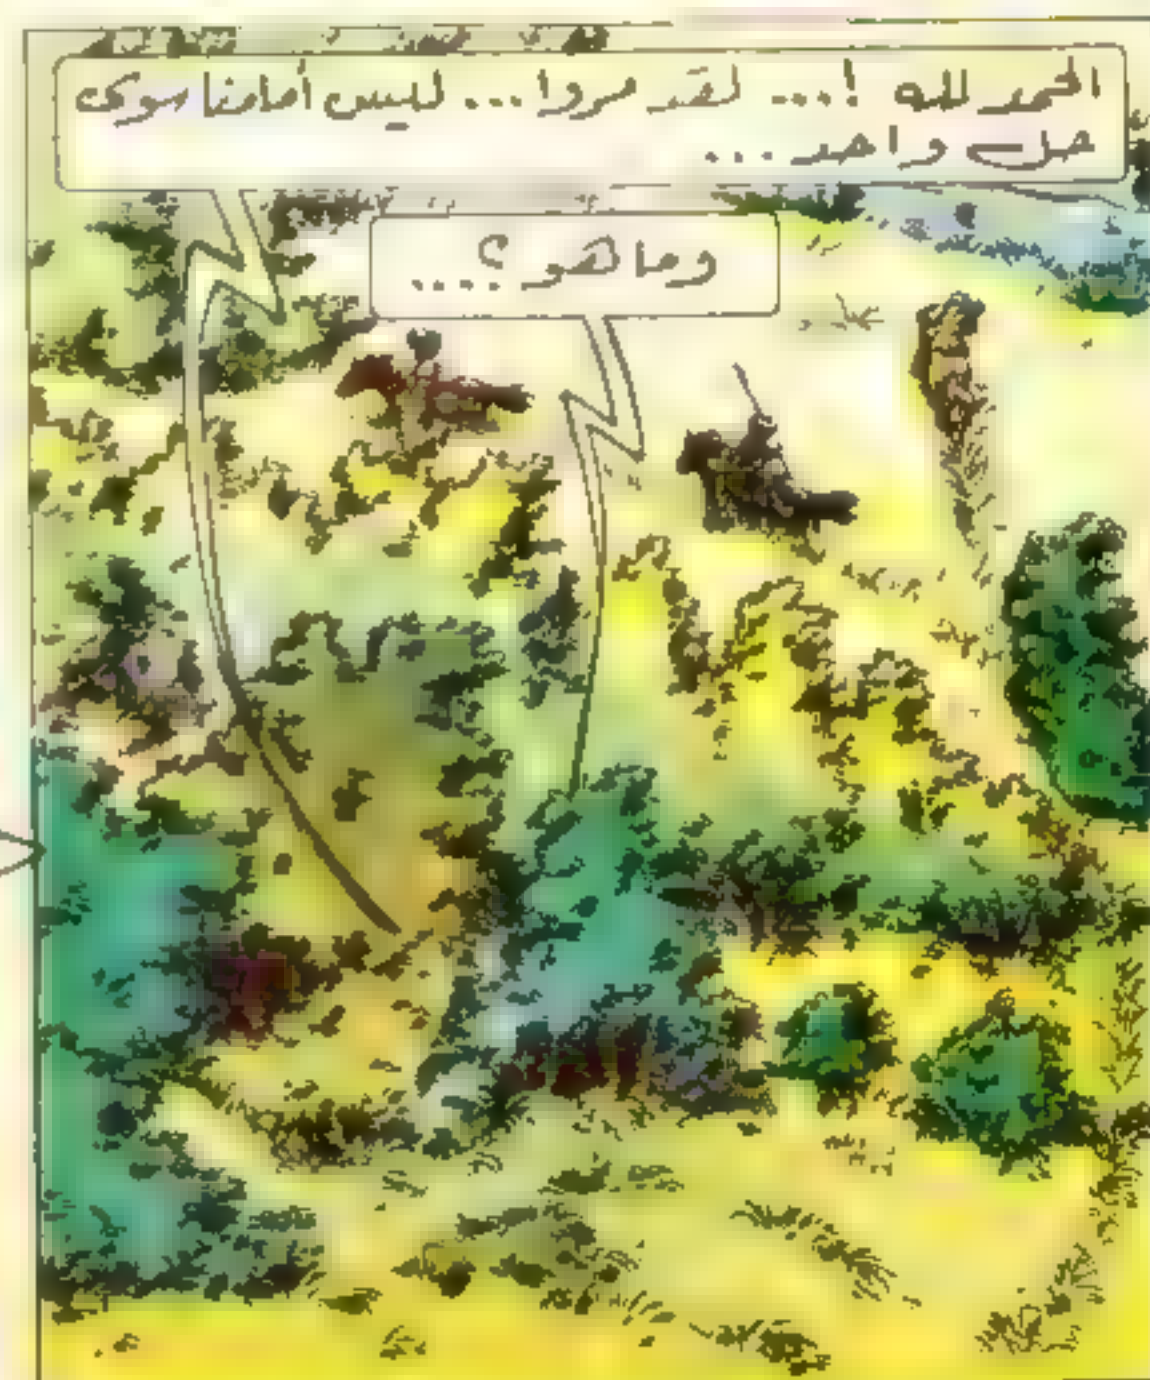 الحمد لله !... لقد مروا... ليس أمامنا سوى
حل واحد...
وما هو ؟....